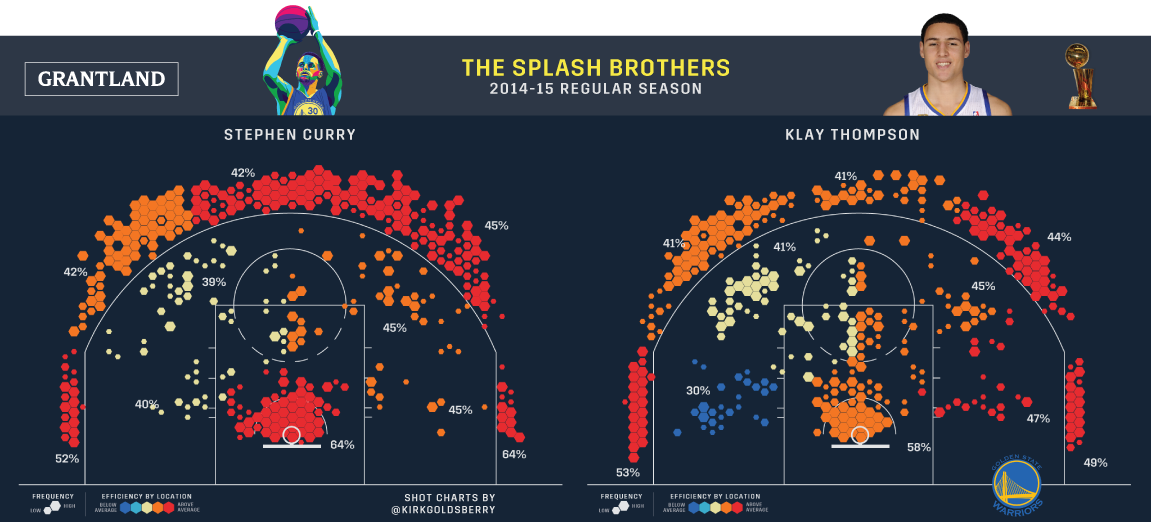 GRANTLAND
THE SPLASH BROTHERS
2014-15 REGULAR SEASON
30
STEPHEN CURRY
42%
45%
42%
39%
45%
40%
45%
64%
52%
64%
FREQUENCY
LOW
HIGH
EFFICIENCY BY LOCATION
BELOW
AVERAGE
ABOVE
AVERAGE
SHOT CHARTS BY
@KIRKGOLDSBERRY
KLAY THOMPSON
41%
41%
41%
44%
45%
30%
47%
58%
53%
49%
FREQUENCY
LOW
HIGH
EFFICIENCY BY LOCATION
BELOW
AVERAGE
ABOVE
AVERAGE
GOLDEN STATE
WARRIORS